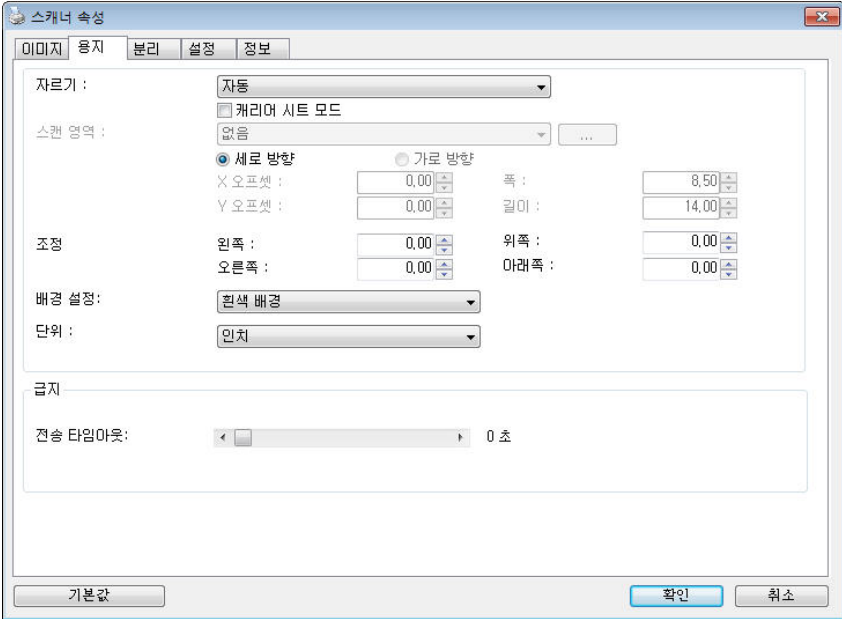 스캐너 속성
이미지 용지 분리 설정 정보
자르기 : 자동
캐리어 시트 모드
스캔 영역 : 없음 ...
세로 방향 가로 방향
X 오프셋 : 0,00 폭 : 8,50
Y 오프셋 : 0,00 길이 : 14,00
조정 왼쪽 : 0,00 위쪽 : 0,00
오른쪽 : 0,00 아래쪽 : 0,00
배경 설정: 흰색 배경
단위 : 인치
급지
전송 타임아웃: 0 초
기본값 확인 취소